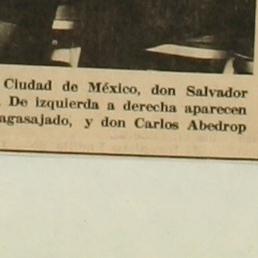 Ciudad de México, don Salvador
. De izquierda a derecha aparecen
agasajado, y don Carlos Abedrop